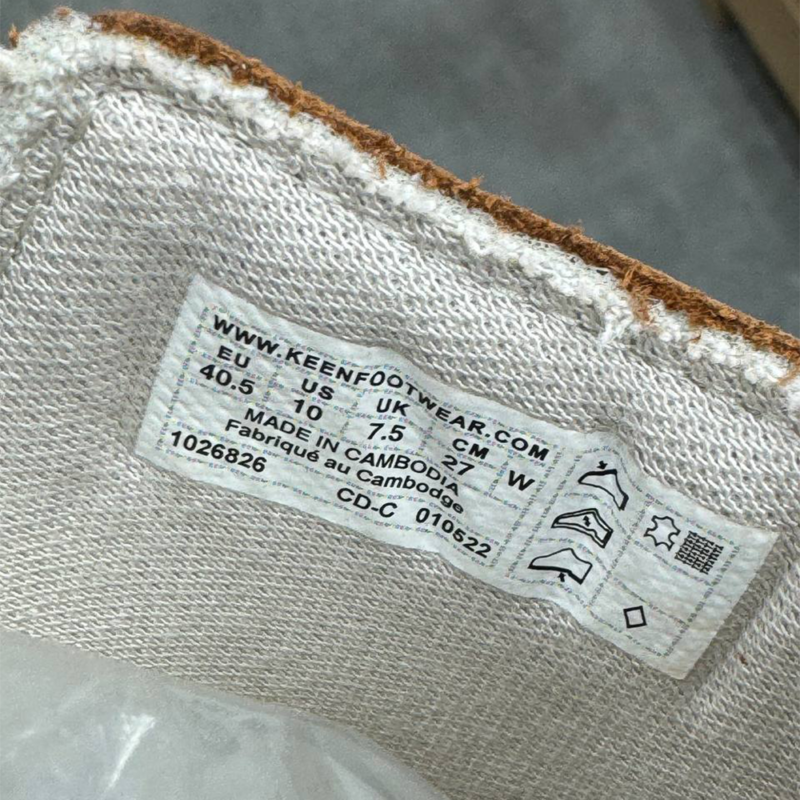 WWW.KEENFOOTWEAR.COM
EU US UK CM
40.5 10 7.5 27 W
MADE IN CAMBODIA
Fabriqué au Cambodge
1026826 CD-C 010522